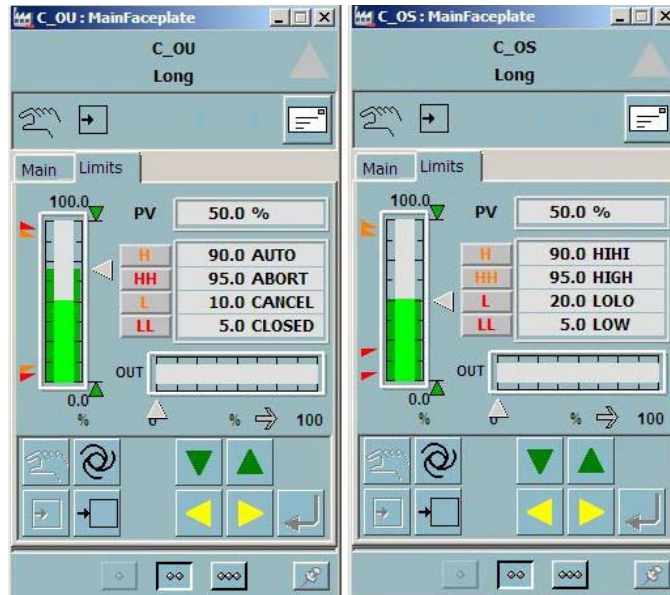 C_OU : MainFaceplate
C_OU
Long
Main Limits
100.0
PV 50.0 %
H 90.0 AUTO
HH 95.0 ABORT
L 10.0 CANCEL
LL 5.0 CLOSED
OUT
0.0
% 0 % 100
C_OS : MainFaceplate
C_OS
Long
Main Limits
100.0
PV 50.0 %
H 90.0 HIHI
HH 95.0 HIGH
L 20.0 LOLO
LL 5.0 LOW
OUT
0.0
% 0 % 100